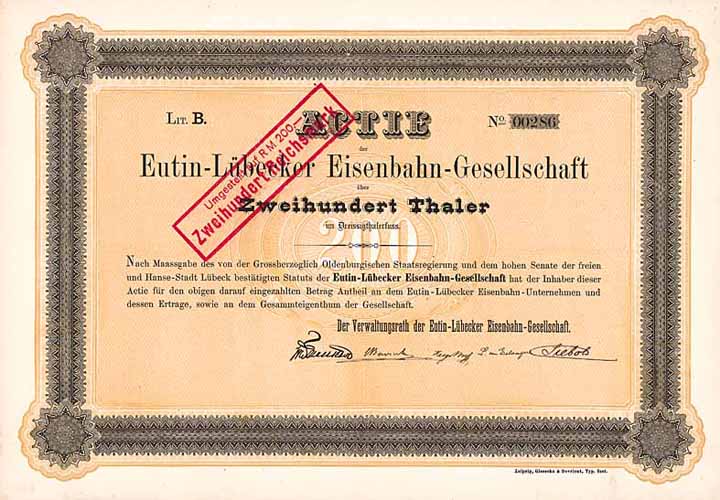 LIT. B.
ACTIE
No. 00286
der
Eutin-Lübecker Eisenbahn-Gesellschaft
über
Zweihundert Thaler
im Dreissigthalerfuss.
200
Umgestellt auf R.M. 200.—
Zweihundert Reichsmark
Nach Maassgabe des von der Grossherzoglich Oldenburgischen Staatsregierung und dem hohen Senate der freien
und Hanse-Stadt Lübeck bestätigten Statuts der Eutin-Lübecker Eisenbahn-Gesellschaft hat der Inhaber dieser
Actie für den obigen darauf eingezahlten Betrag Antheil an dem Eutin-Lübecker Eisenbahn-Unternehmen und
dessen Ertrage, sowie an dem Gesammteigenthum der Gesellschaft.
Der Verwaltungsrath der Eutin-Lübecker Eisenbahn-Gesellschaft.
Leipzig, Giesecke & Devrient, Typ. Inst.